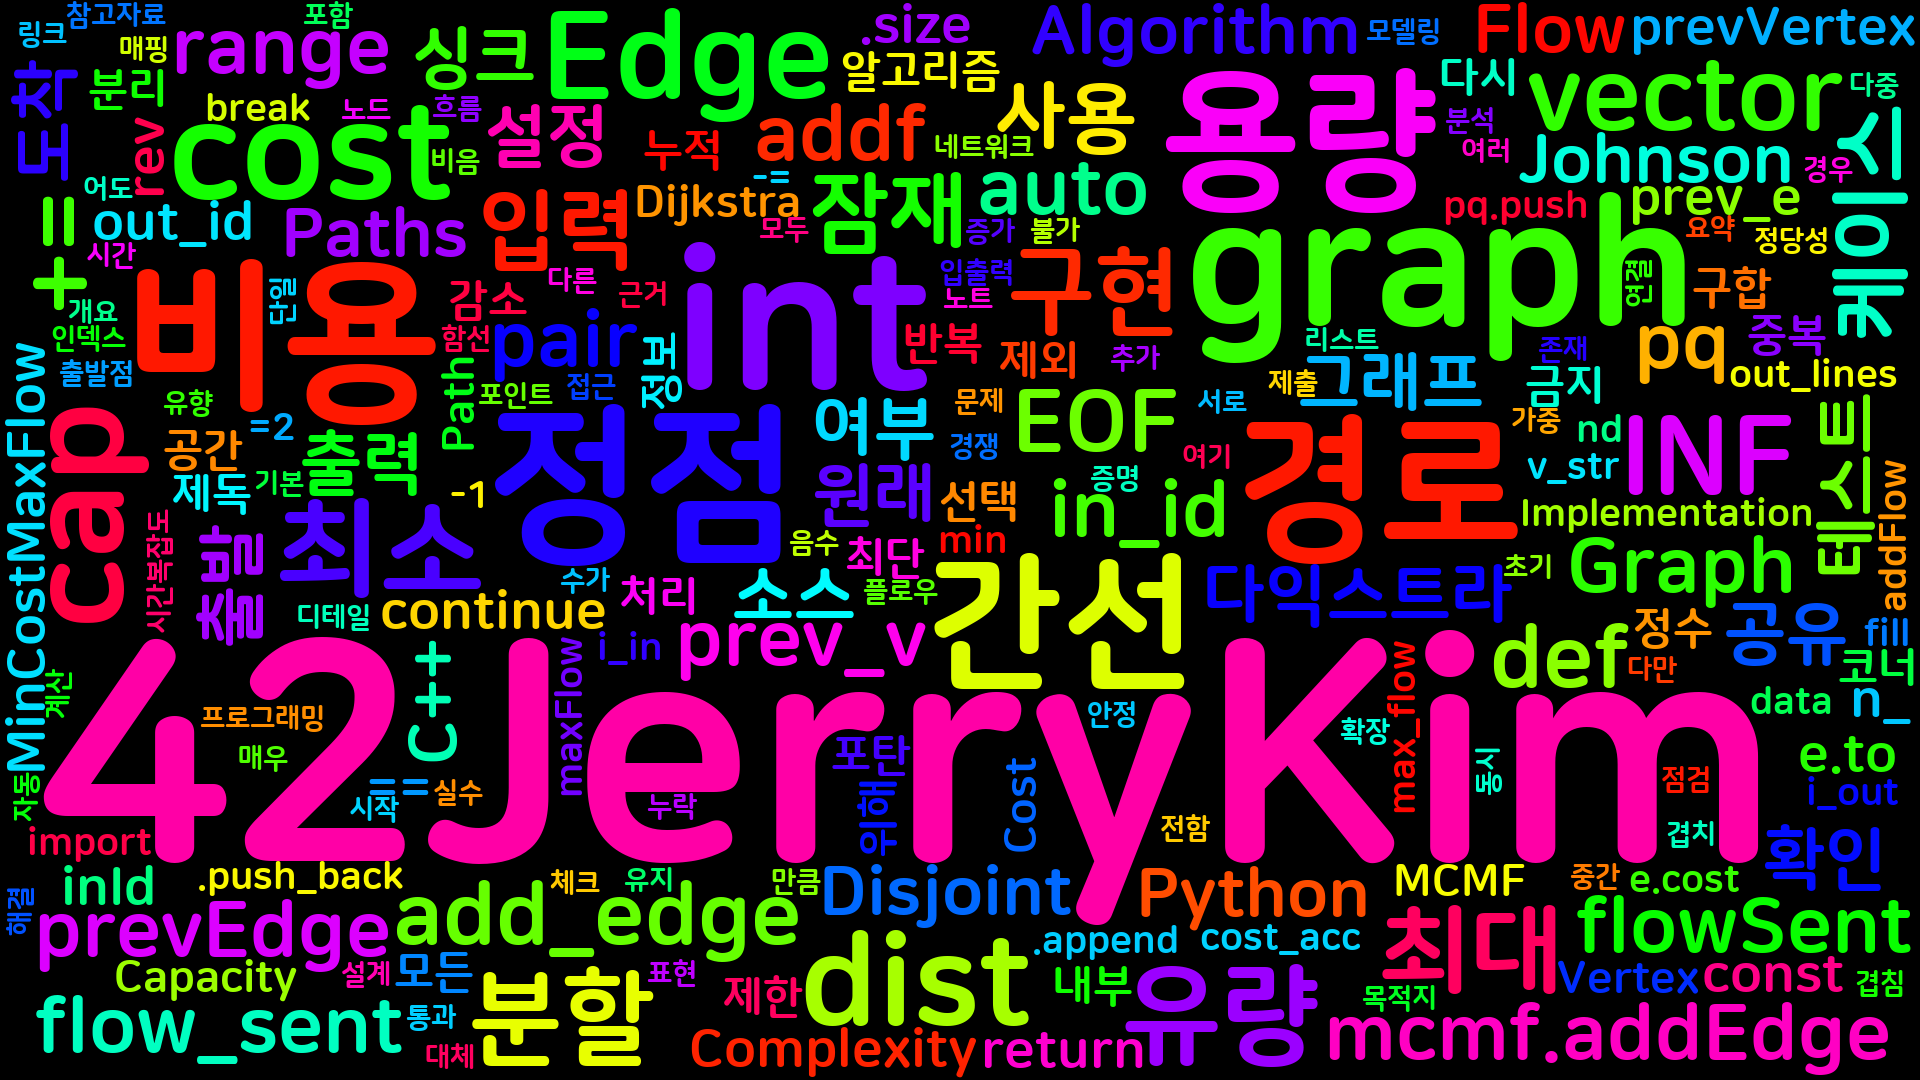 링크
참고자료
포함
.size
Algorithm
모델링
Flow
prevVertex
매핑
range
싱크
Edge
알고리즘
다시
vector
다중
도착
분리
break
노드
흐름
설정
누적
addf
사용
네트워크
용량
분석
여러
Johnson
경우
케이스
rev
cost
비음
어도
Dijkstra
-=
잠재
auto
pq.push
prev_e
+=
out_id
Paths
입력
모두
증가
불가
요약
정당성
시간
다른
입출력
노트
구현
graph
연결
구합
개요
인덱스
비용
단일
감소
근거
int
함선
pair
정보
반복
제외
추가
리스트
존재
pq
중복
출발점
유향
Path
포인트
접근
문제
제출
서로
그래프
금지
out_lines
MinCostMaxFlow
cap
=2
공간
출력
정점
여부
경쟁
EOF
여기
경로
가중
nd
INF
테스트
제독
기본
-1
원래
선택
증명
in_id
v_str
Implementation
addFlow
시간복잡도
출발
최소
음수
최단
min
초기
Graph
수가
처리
소스
플로우
간선
다익스트라
디테일
continue
정수
공유
fill
i_in
prev_v
def
다만
코너
계산
42JerryKim
프로그래밍
C++
maxFlow
안정
확장
max_flow
data
n_
매우
포탄
Cost
동시
점검
e.to
자동
==
시작
실수
누락
위해
전함
겹치
i_out
import
확인
해결
inId
.push_back
체크
유지
만큼
Disjoint
Python
MCMF
중간
e.cost
prevEdge
add_edge
.append
cost_acc
최대
flowSent
Capacity
설계
모든
분할
표현
제한
dist
내부
유량
목적지
Vertex
const
겹침
flow_sent
통과
대체
Complexity
return
mcmf.addEdge